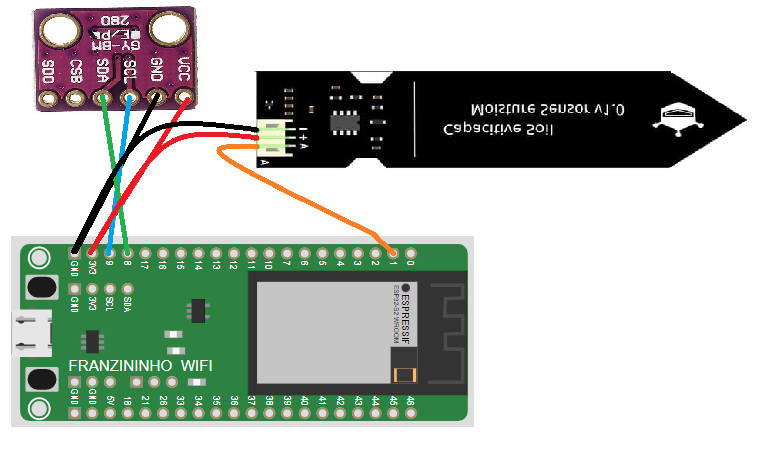 280
E/P
GY-BM
SDO
CSB
SDA
SCL
GND
VCC
Moisture Sensor v1.0
Capacitive Soil
-
+
A
A
GND
3V3
9
8
17
16
15
14
13
12
11
10
7
6
5
4
3
2
1
0
GND
3V3
SCL
SDA
ESPRESSIF
ESP32-S2 WROOM
FRANZININHO WIFI
GND
GND
5V
18
21
26
33
34
35
36
37
38
39
40
41
42
43
44
45
46